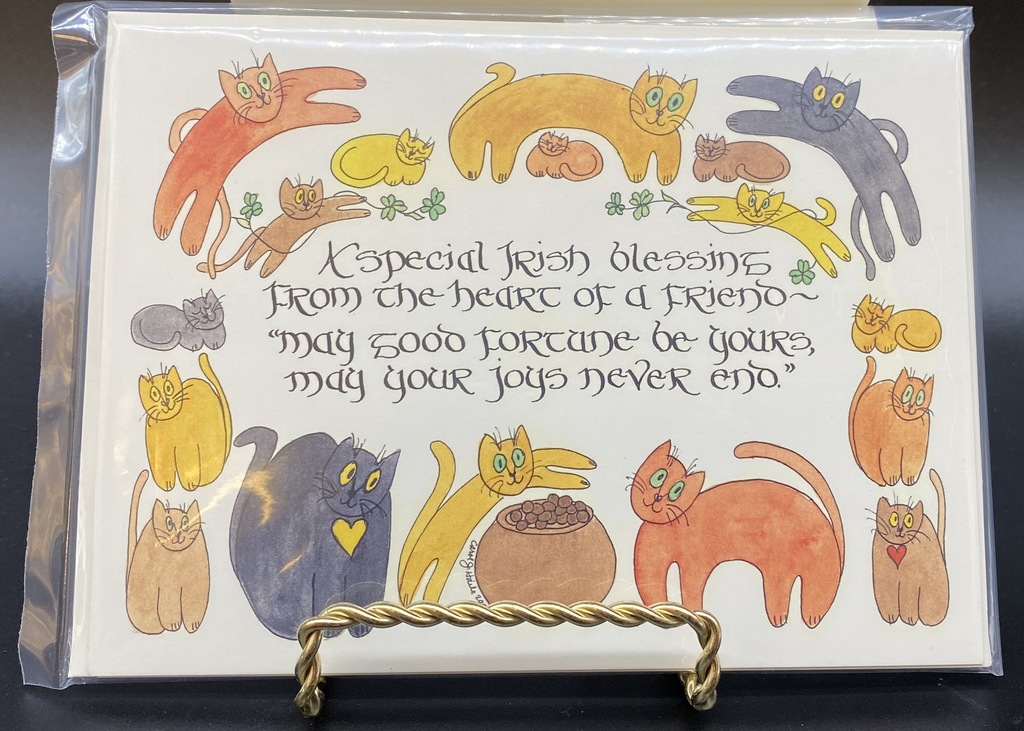 A special Irish blessing
from the heart of a friend~
"may good fortune be yours,
may your joys never end."